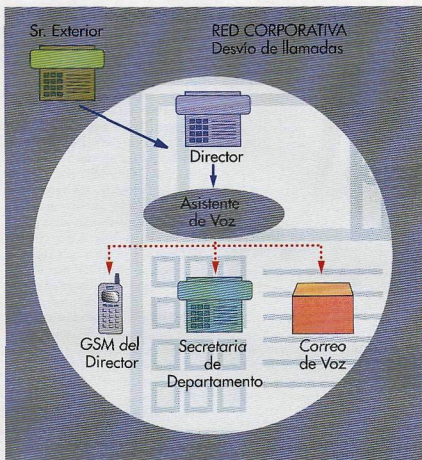 Sr. Exterior
RED CORPORATIVA
Desvío de llamadas
Director
Asistente
de Voz
GSM del
Director
Secretaria
de
Departamento
Correo
de Voz